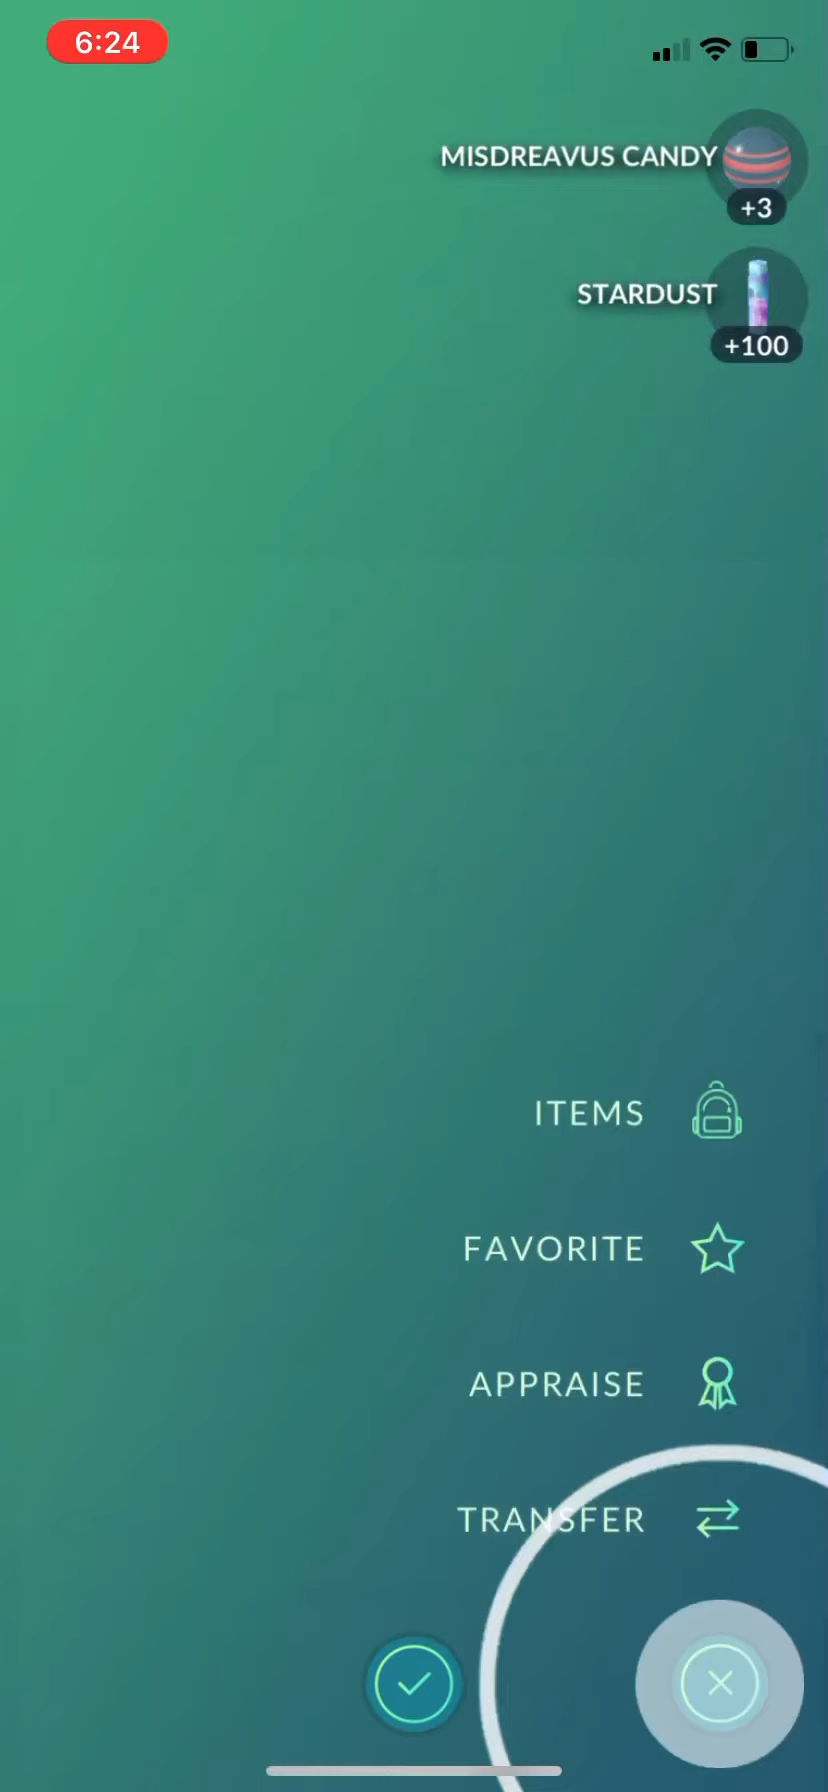 6:24
MISDREAVUS CANDY
+3
STARDUST
+100
ITEMS
FAVORITE
APPRAISE
TRANSFER